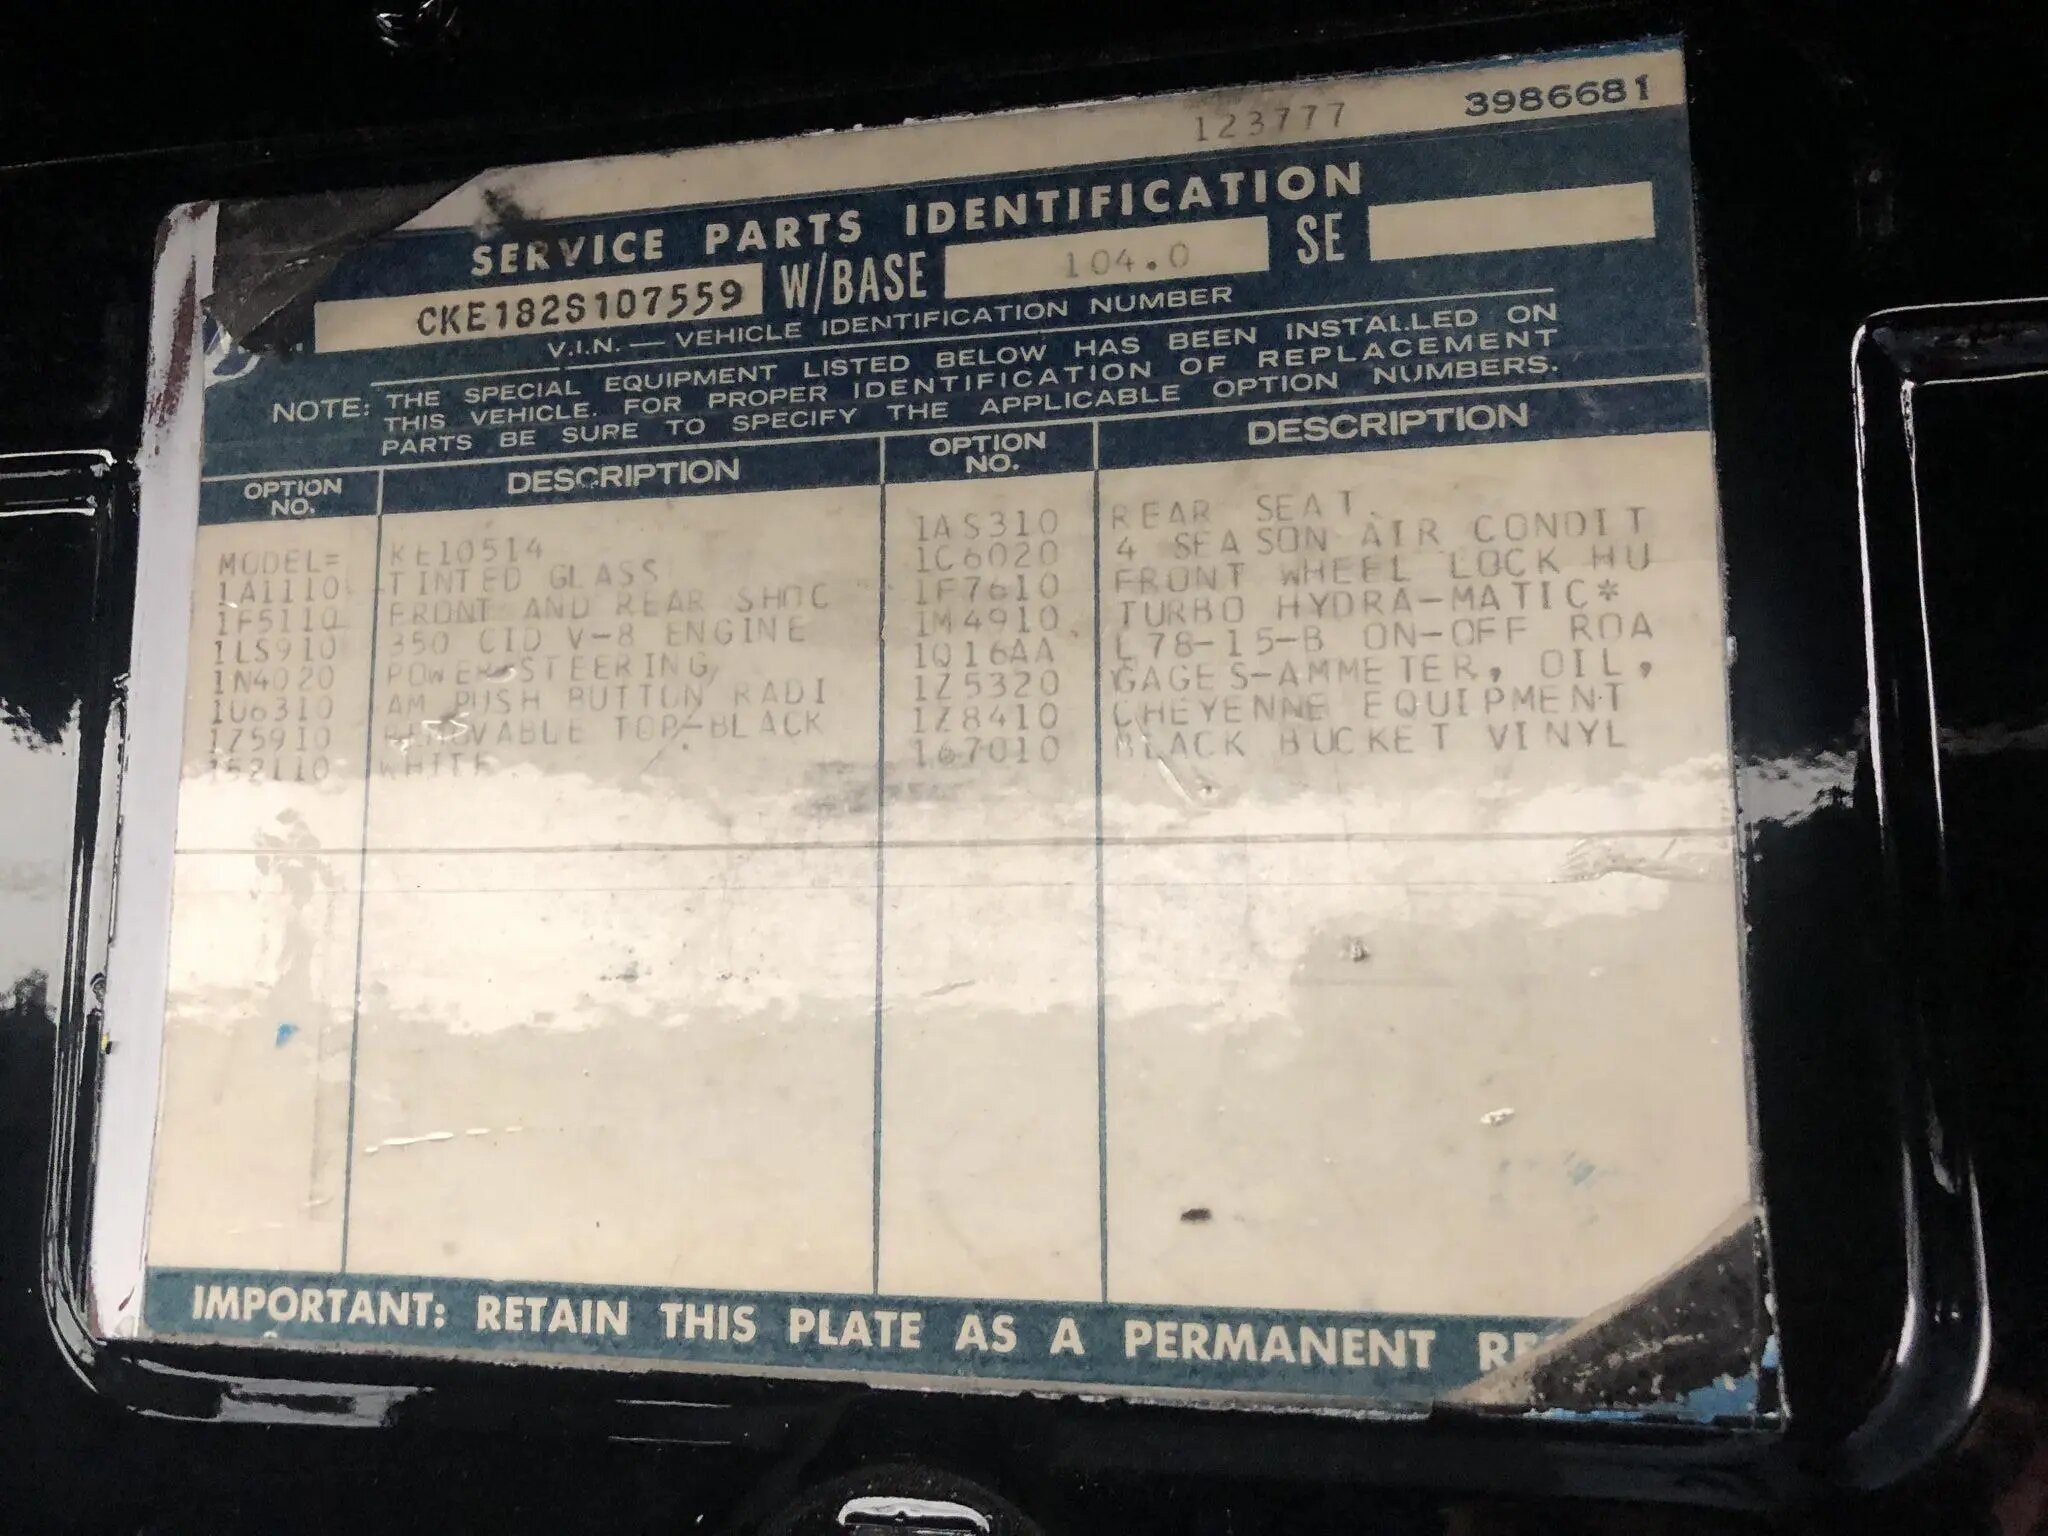 123777 3986681
SERVICE PARTS IDENTIFICATION
CKE182S107559 W/BASE 104.0 SE
V.I.N. — VEHICLE IDENTIFICATION NUMBER
NOTE: THE SPECIAL EQUIPMENT LISTED BELOW HAS BEEN INSTALLED ON
THIS VEHICLE. FOR PROPER IDENTIFICATION OF REPLACEMENT
PARTS BE SURE TO SPECIFY THE APPLICABLE OPTION NUMBERS.
OPTION NO. DESCRIPTION
MODEL= KE10514
1A1110 TINTED GLASS
1F5110 FRONT AND REAR SHOC
1LS910 350 CID V-8 ENGINE
1N4020 POWER STEERING
1U6310 AM PUSH BUTTON RADI
1Z5910 REMOVABLE TOP-BLACK
152110 WHITE
OPTION NO. DESCRIPTION
1AS310 REAR SEAT
1C6020 4 SEASON AIR CONDIT
1F7610 FRONT WHEEL LOCK HU
1M4910 TURBO HYDRA-MATIC*
1Q16AA L78-15-B ON-OFF ROA
1Z5320 GAGES-AMMETER, OIL,
1Z8410 CHEYENNE EQUIPMENT
167010 BLACK BUCKET VINYL
IMPORTANT: RETAIN THIS PLATE AS A PERMANENT RE